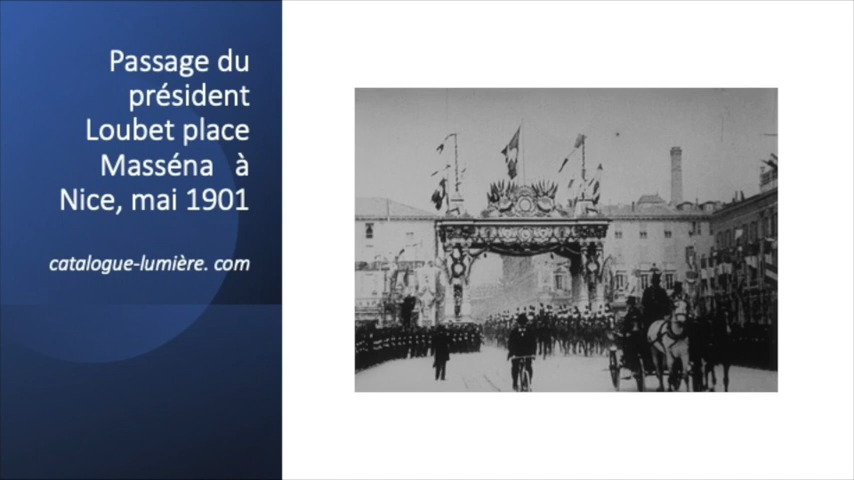 Passage du
président
Loubet place
Masséna à
Nice, mai 1901
catalogue-lumière. com